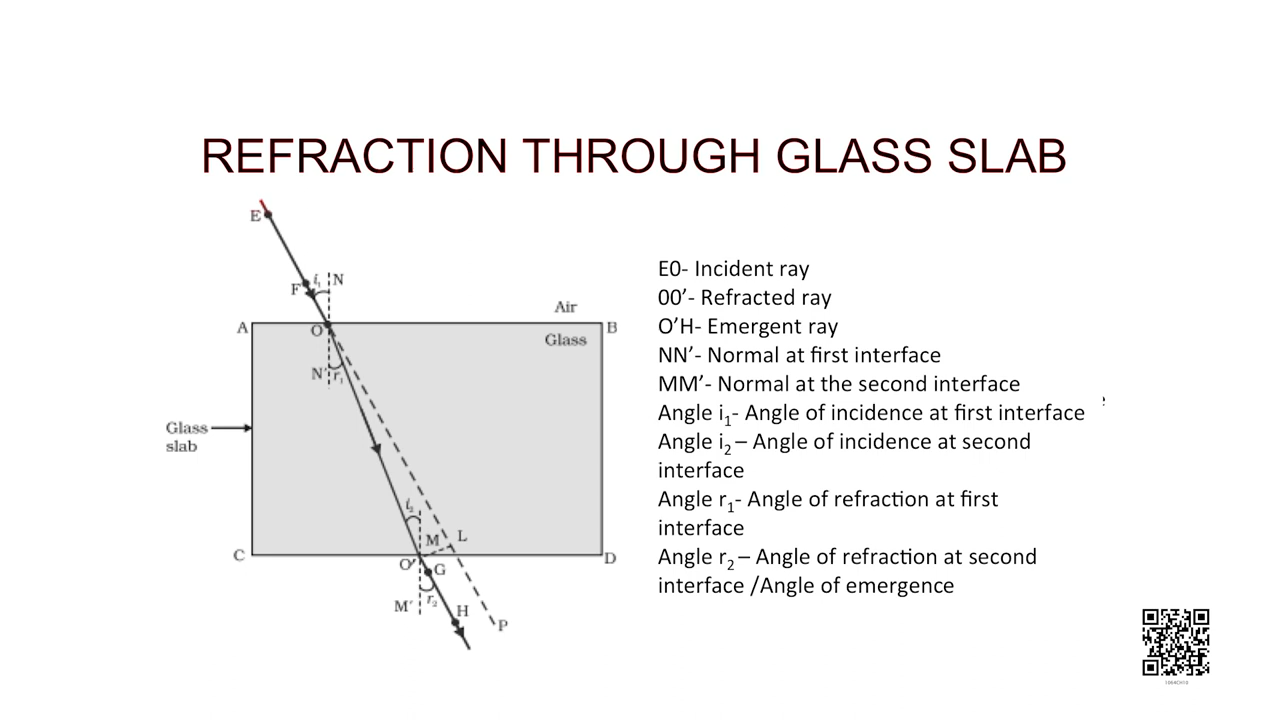 REFRACTION THROUGH GLASS SLAB
E
F
i₁
N
A
O
Air
B
Glass
N′
r₁
Glass
slab
i₂
M
L
C
O′
G
D
M′
r₂
H
P
E0- Incident ray
00’- Refracted ray
O’H- Emergent ray
NN’- Normal at first interface
MM’- Normal at the second interface
Angle i₁- Angle of incidence at first interface
Angle i₂ – Angle of incidence at second
interface
Angle r₁- Angle of refraction at first
interface
Angle r₂ – Angle of refraction at second
interface /Angle of emergence